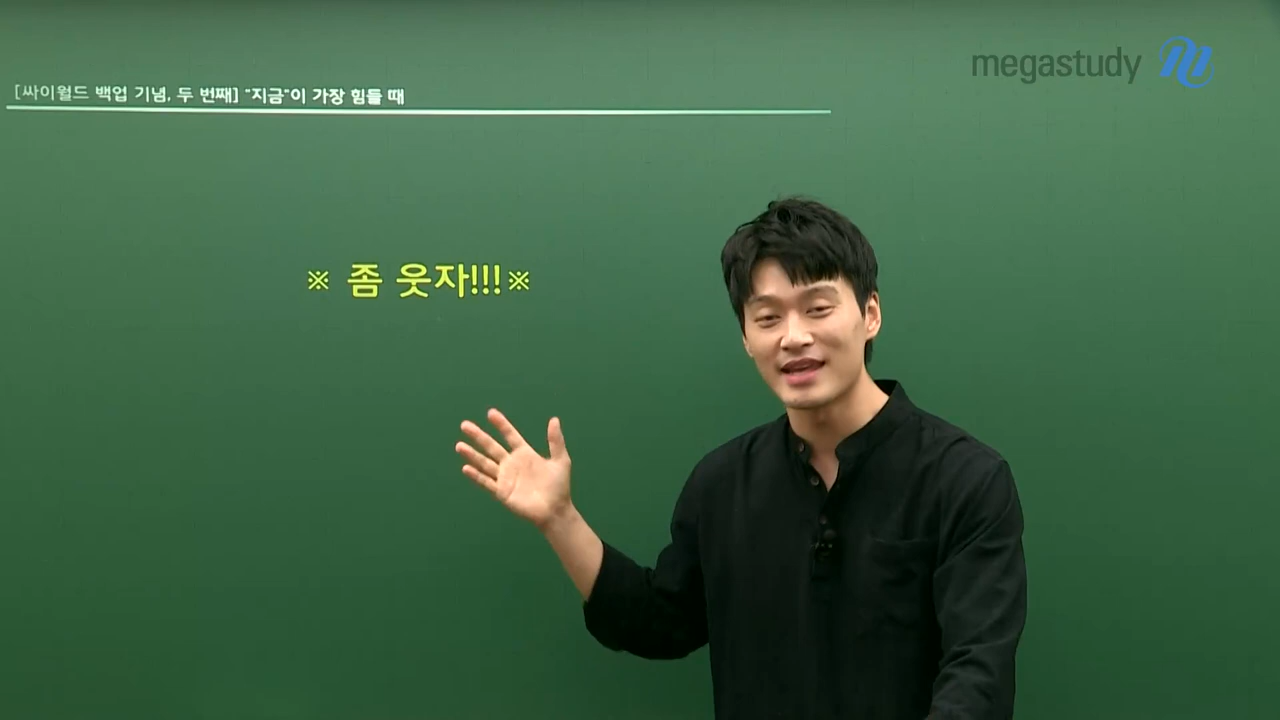 megastudy
[싸이월드 백업 기념, 두 번째] "지금"이 가장 힘들 때
※ 좀 웃자!!!※